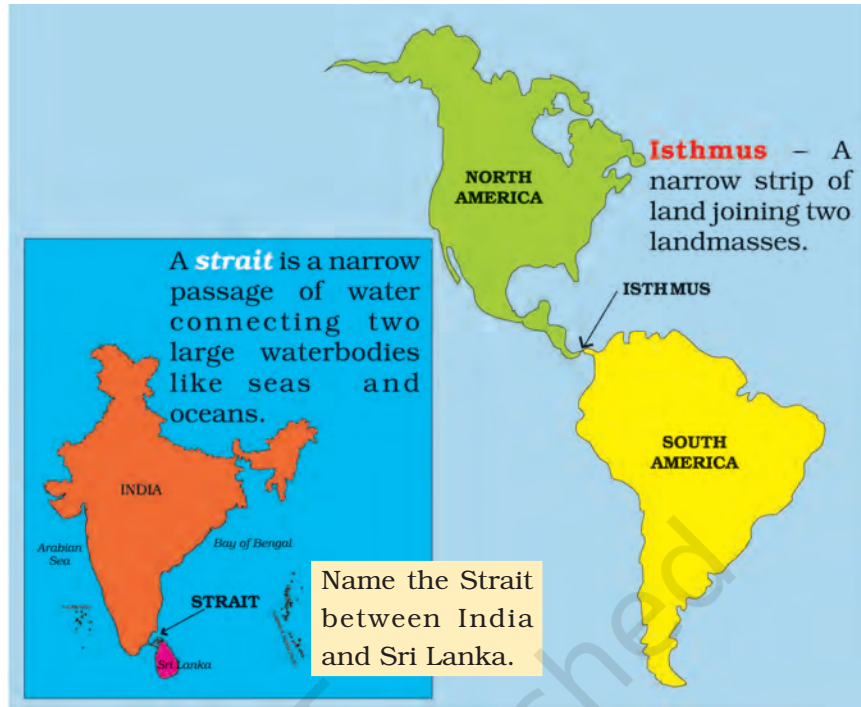 Isthmus – A
narrow strip of
land joining two
landmasses.
NORTH
AMERICA
ISTHMUS
SOUTH
AMERICA
A strait is a narrow
passage of water
connecting two
large waterbodies
like seas and
oceans.
INDIA
Arabian
Sea
Bay of Bengal
STRAIT
Sri Lanka
Name the Strait
between India
and Sri Lanka.